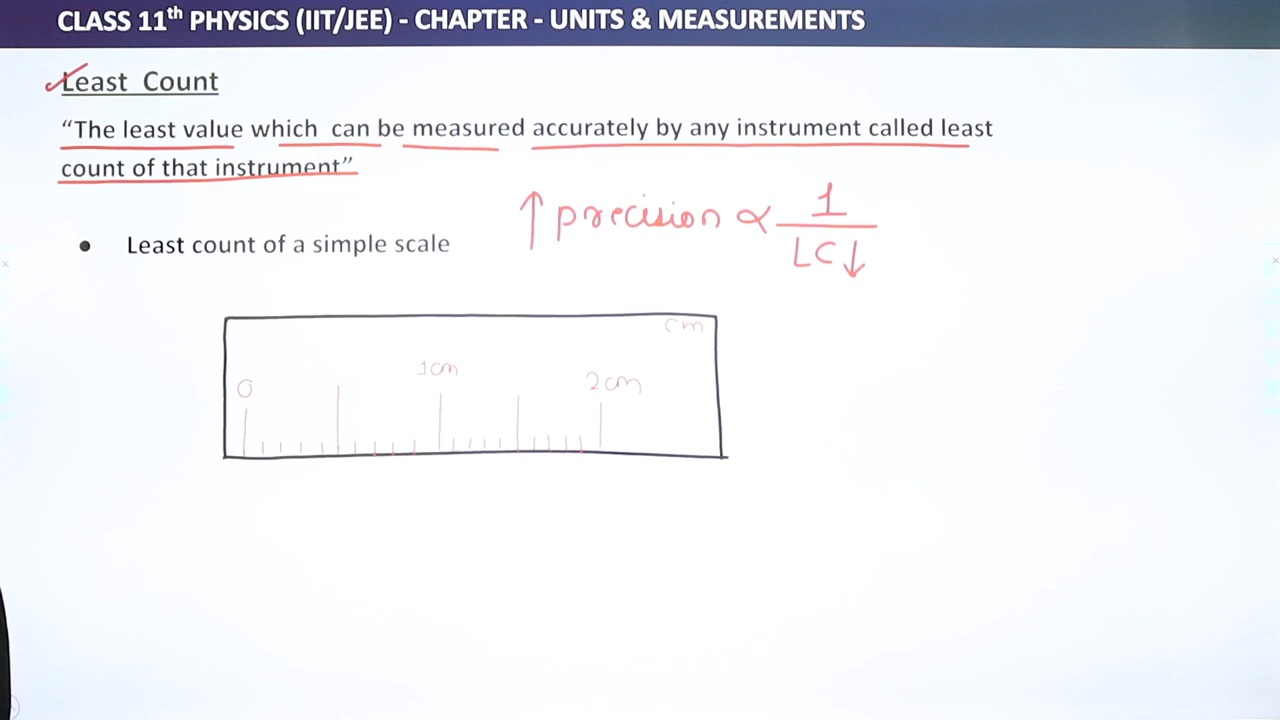 CLASS 11th PHYSICS (IIT/JEE) - CHAPTER - UNITS & MEASUREMENTS
Least Count
“The least value which can be measured accurately by any instrument called least
count of that instrument”
↑ precision ∝ 1
LC↓
• Least count of a simple scale
cm
1cm
2cm
0